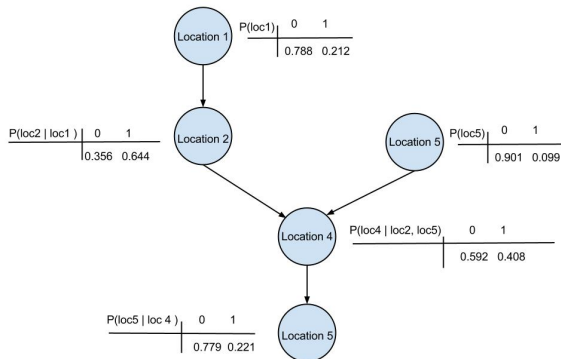 P(loc1) 0 1
Location 1
0.788 0.212
P(loc2 | loc1 ) 0 1
Location 2
0.356 0.644
Location 5
P(loc5) 0 1
0.901 0.099
Location 4
P(loc4 | loc2, loc5) 0 1
0.592 0.408
P(loc5 | loc 4 ) 0 1
Location 5
0.779 0.221